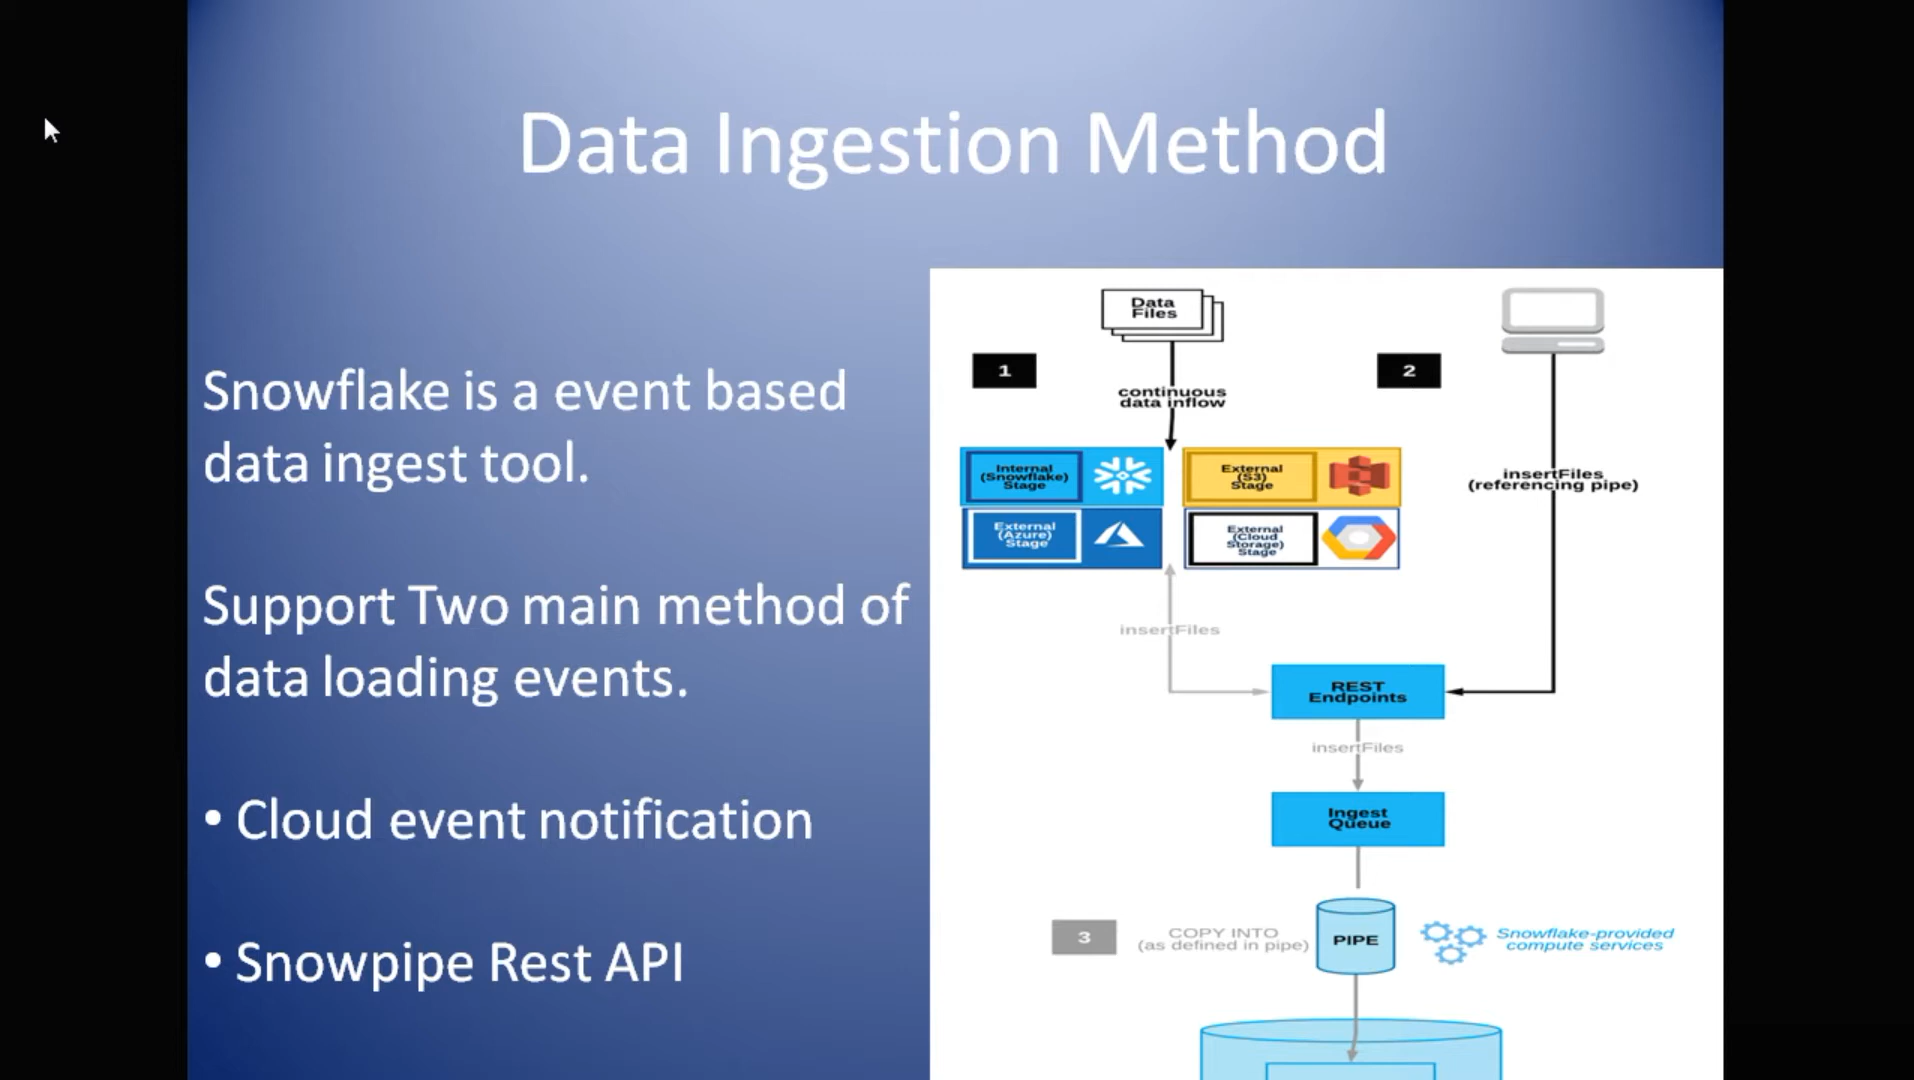 Data Ingestion Method
Snowflake is a event based
data ingest tool.
Support Two main method of
data loading events.
• Cloud event notification
• Snowpipe Rest API
Data
Files
1
2
continuous
data inflow
Internal
(Snowflake)
Stage
External
(S3)
Stage
External
(Azure)
Stage
External
(Cloud
Storage)
Stage
insertFiles
(referencing pipe)
insertFiles
REST
Endpoints
insertFiles
Ingest
Queue
3
COPY INTO
(as defined in pipe)
PIPE
Snowflake-provided
compute services